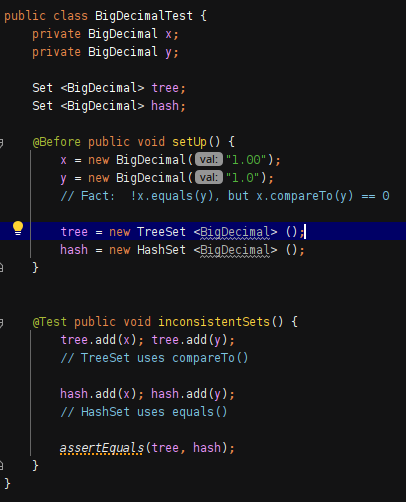 public class BigDecimalTest {
private BigDecimal x;
private BigDecimal y;
Set <BigDecimal> tree;
Set <BigDecimal> hash;
@Before public void setUp() {
x = new BigDecimal( val: "1.00");
y = new BigDecimal( val: "1.0");
// Fact:  !x.equals(y), but x.compareTo(y) == 0
tree = new TreeSet <BigDecimal> ();
hash = new HashSet <BigDecimal> ();
}
@Test public void inconsistentSets() {
tree.add(x); tree.add(y);
// TreeSet uses compareTo()
hash.add(x); hash.add(y);
// HashSet uses equals()
assertEquals(tree, hash);
}
}